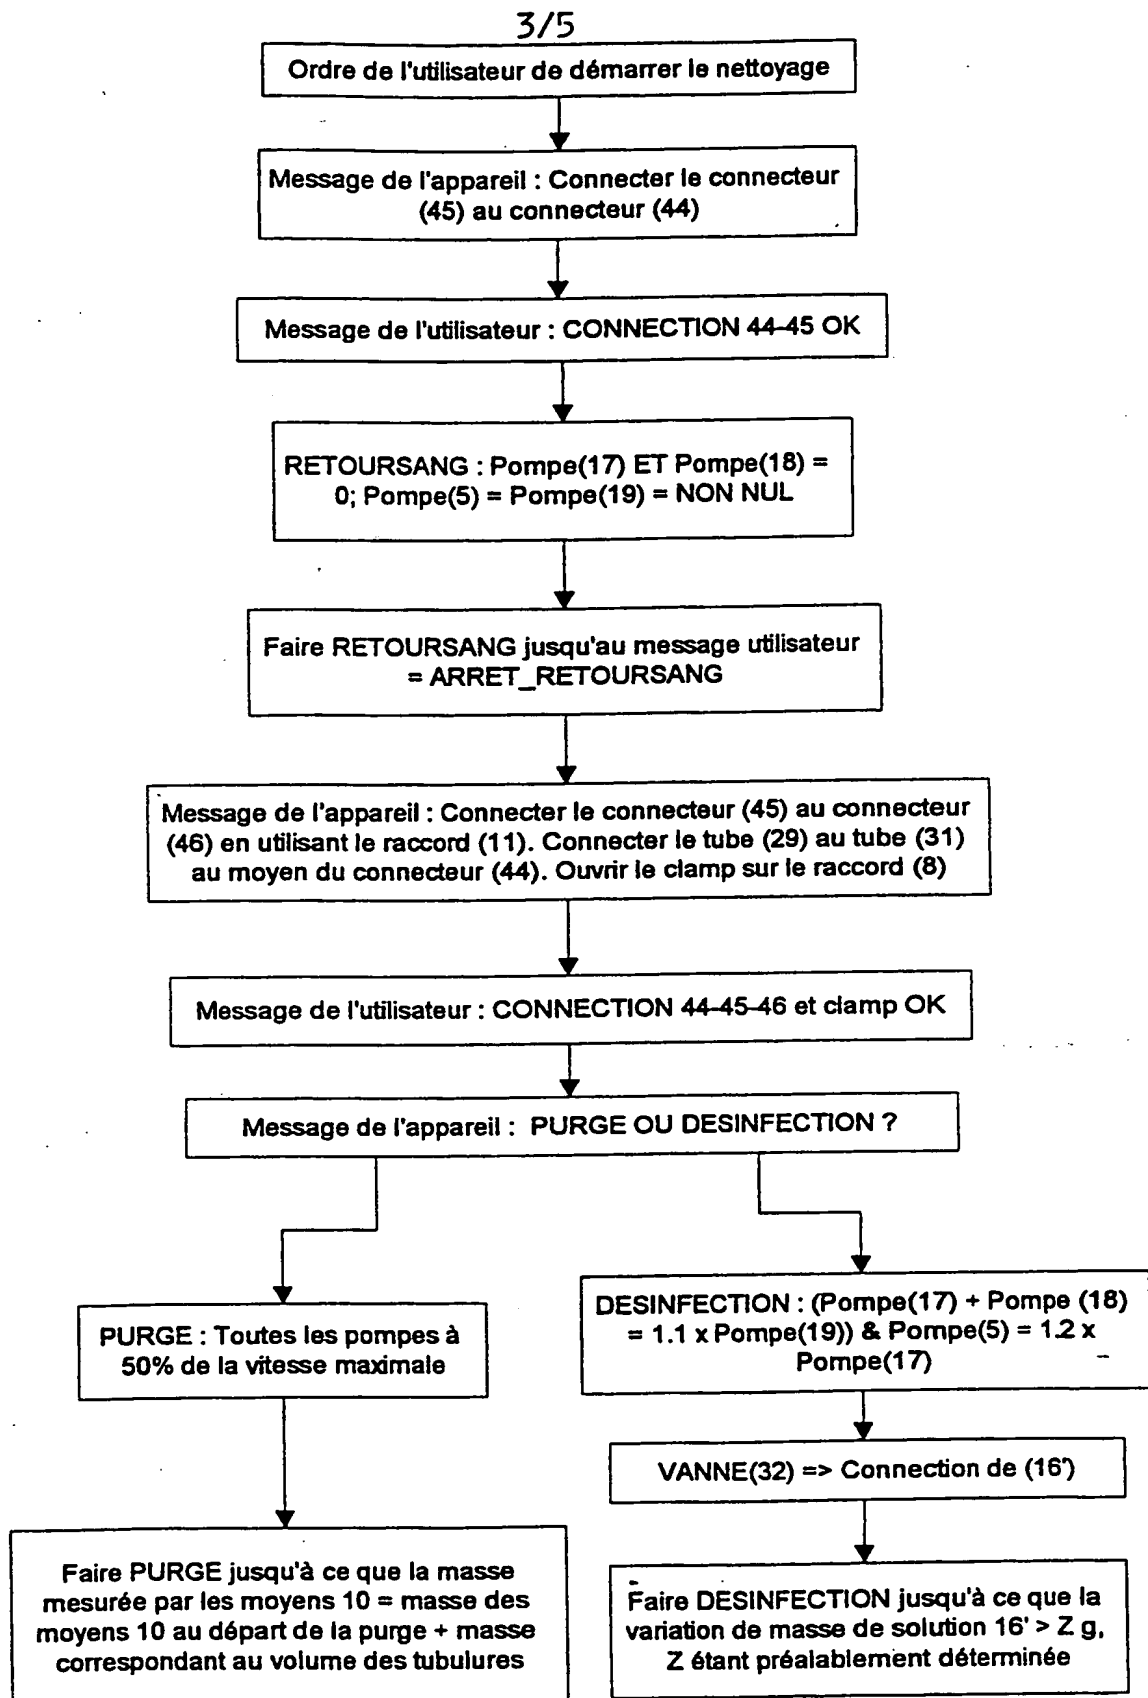 3/5
Ordre de l'utilisateur de démarrer le nettoyage
Message de l'appareil : Connecter le connecteur
(45) au connecteur (44)
Message de l'utilisateur : CONNECTION 44-45 OK
RETOURSANG : Pompe(17) ET Pompe(18) =
0; Pompe(5) = Pompe(19) = NON NUL
Faire RETOURSANG jusqu'au message utilisateur
= ARRET_RETOURSANG
Message de l'appareil : Connecter le connecteur (45) au connecteur
(46) en utilisant le raccord (11). Connecter le tube (29) au tube (31)
au moyen du connecteur (44). Ouvrir le clamp sur le raccord (8)
Message de l'utilisateur : CONNECTION 44-45-46 et clamp OK
Message de l'appareil : PURGE OU DESINFECTION ?
PURGE : Toutes les pompes à
50% de la vitesse maximale
Faire PURGE jusqu'à ce que la masse
mesurée par les moyens 10 = masse des
moyens 10 au départ de la purge + masse
correspondant au volume des tubulures
DESINFECTION : (Pompe(17) + Pompe (18)
= 1.1 x Pompe(19)) & Pompe(5) = 1.2 x
Pompe(17)
VANNE(32) => Connection de (16')
Faire DESINFECTION jusqu'à ce que la
variation de masse de solution 16' > Z g,
Z étant préalablement déterminée